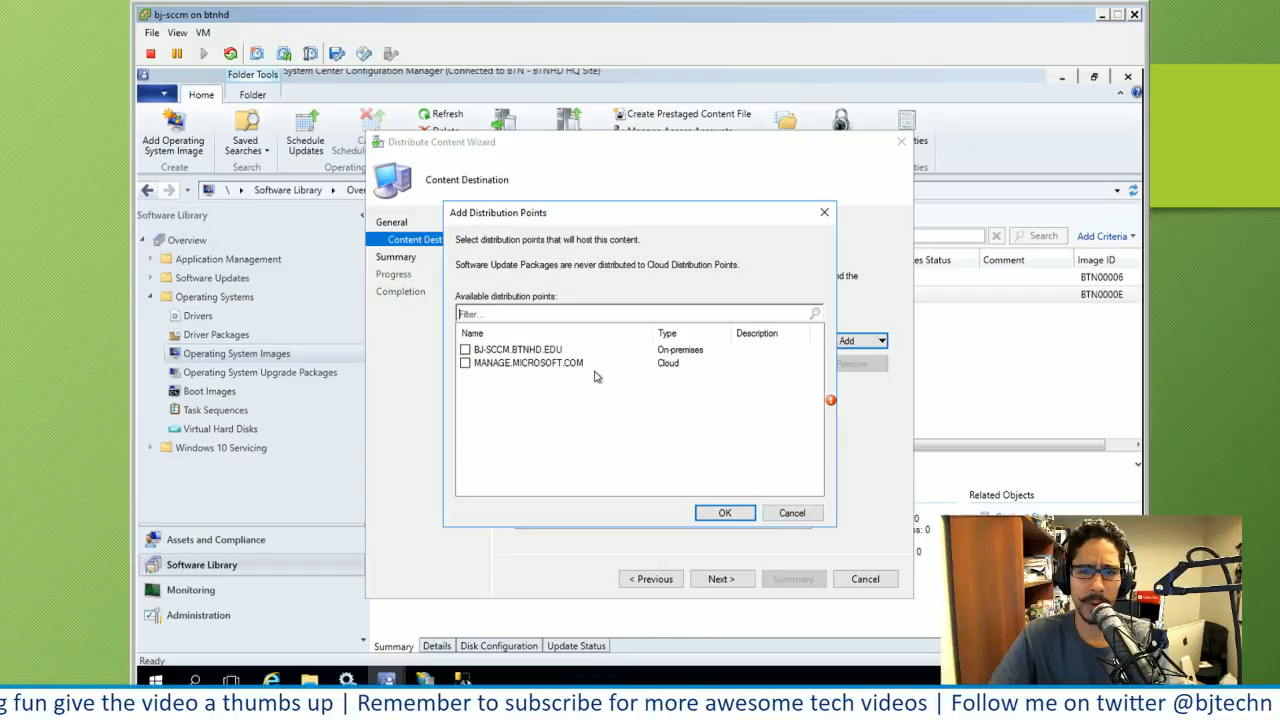 bj-sccm on btnhd
File View VM
Folder Tools System Center Configuration Manager (Connected to BTN - BTNHD HQ Site)
Home Folder
Add Operating System Image
Saved Searches
Schedule Updates
Refresh
Create Prestaged Content File
Create
Search
\ Software Library
Software Library
Overview
Application Management
Software Updates
Operating Systems
Drivers
Driver Packages
Operating System Images
Operating System Upgrade Packages
Boot Images
Task Sequences
Virtual Hard Disks
Windows 10 Servicing
Assets and Compliance
Software Library
Monitoring
Administration
Ready
Distribute Content Wizard
Content Destination
General
Content Dest
Summary
Progress
Completion
Add Distribution Points
Select distribution points that will host this content.
Software Update Packages are never distributed to Cloud Distribution Points.
Available distribution points:
Filter...
Name Type Description
BJ-SCCM.BTNHD.EDU On-premises
MANAGE.MICROSOFT.COM Cloud
OK Cancel
and the
Add
Remove
< Previous Next > Summary Cancel
Search Add Criteria
es Status Comment Image ID
BTN00006
BTN0000E
Related Objects
Summary Details Disk Configuration Update Status
g fun give the video a thumbs up | Remember to subscribe for more awesome tech videos | Follow me on twitter @bjtechn